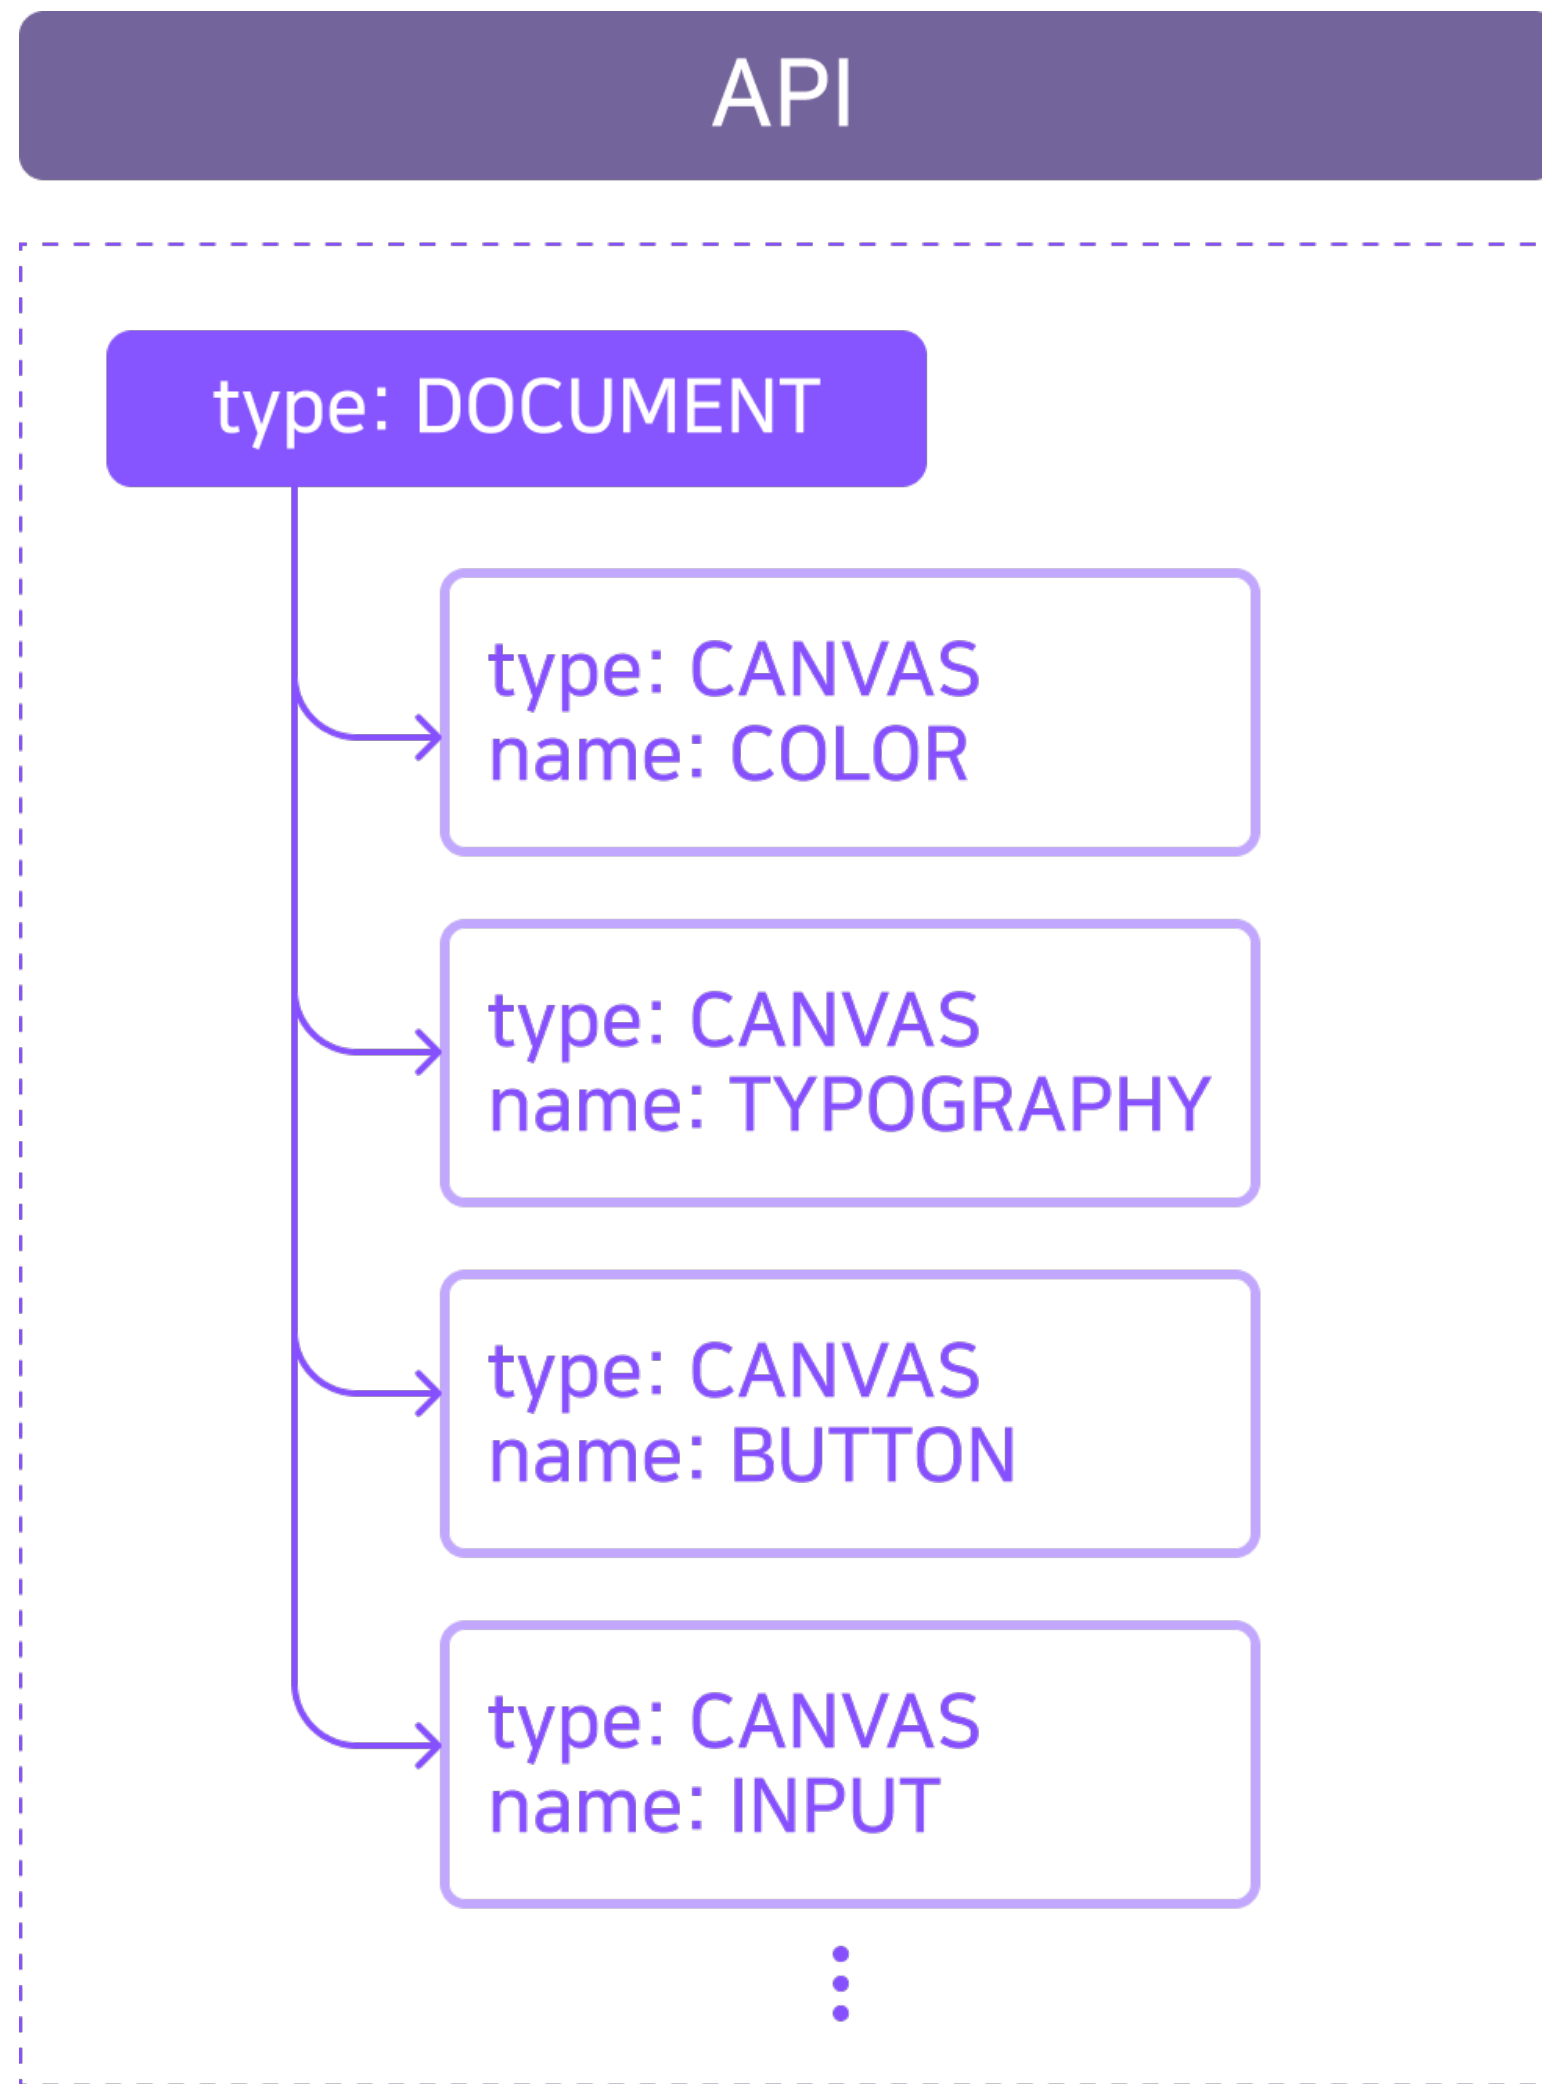 API
type: DOCUMENT
type: CANVAS
name: COLOR
type: CANVAS
name: TYPOGRAPHY
type: CANVAS
name: BUTTON
type: CANVAS
name: INPUT